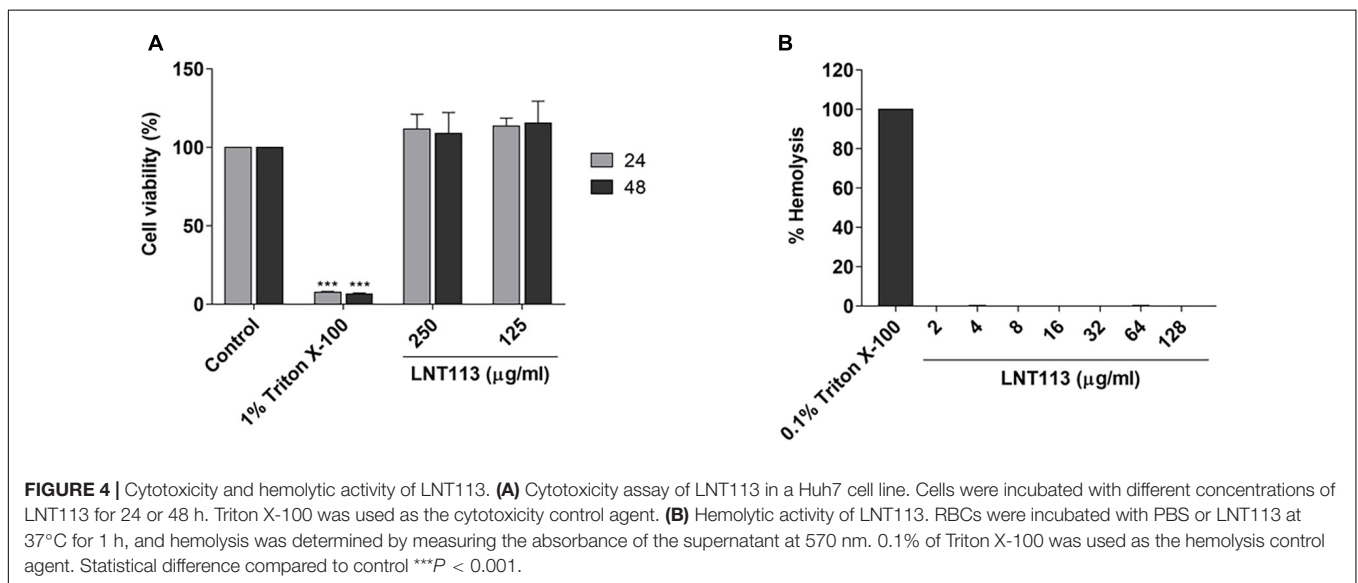 A
150
100
50
0
Cell viability (%)
*** ***
Control
1% Triton X-100
250
125
LNT113 (μg/ml)
24
48
B
120
100
80
60
40
20
0
% Hemolysis
0.1% Triton X-100
2
4
8
16
32
64
128
LNT113 (μg/ml)
FIGURE 4 | Cytotoxicity and hemolytic activity of LNT113. (A) Cytotoxicity assay of LNT113 in a Huh7 cell line. Cells were incubated with different concentrations of
LNT113 for 24 or 48 h. Triton X-100 was used as the cytotoxicity control agent. (B) Hemolytic activity of LNT113. RBCs were incubated with PBS or LNT113 at
37°C for 1 h, and hemolysis was determined by measuring the absorbance of the supernatant at 570 nm. 0.1% of Triton X-100 was used as the hemolysis control
agent. Statistical difference compared to control ***P < 0.001.